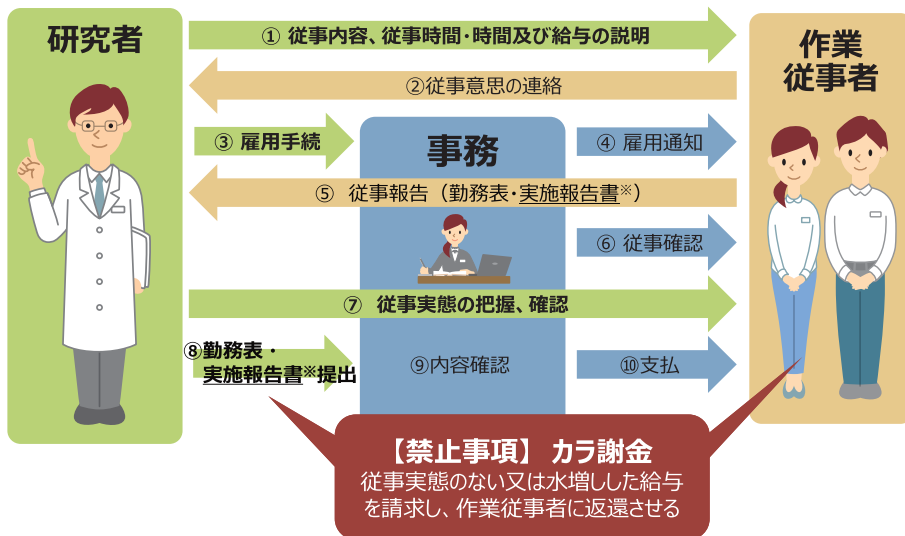 研究者
① 従事内容、従事時間・時間及び給与の説明
作業
従事者
②従事意思の連絡
③ 雇用手続
事務
④ 雇用通知
⑤ 従事報告（勤務表・実施報告書※）
⑥ 従事確認
⑦ 従事実態の把握、確認
⑧勤務表・
実施報告書※提出
⑨内容確認
⑩支払
【禁止事項】 カラ謝金
従事実態のない又は水増しした給与
を請求し、作業従事者に返還させる